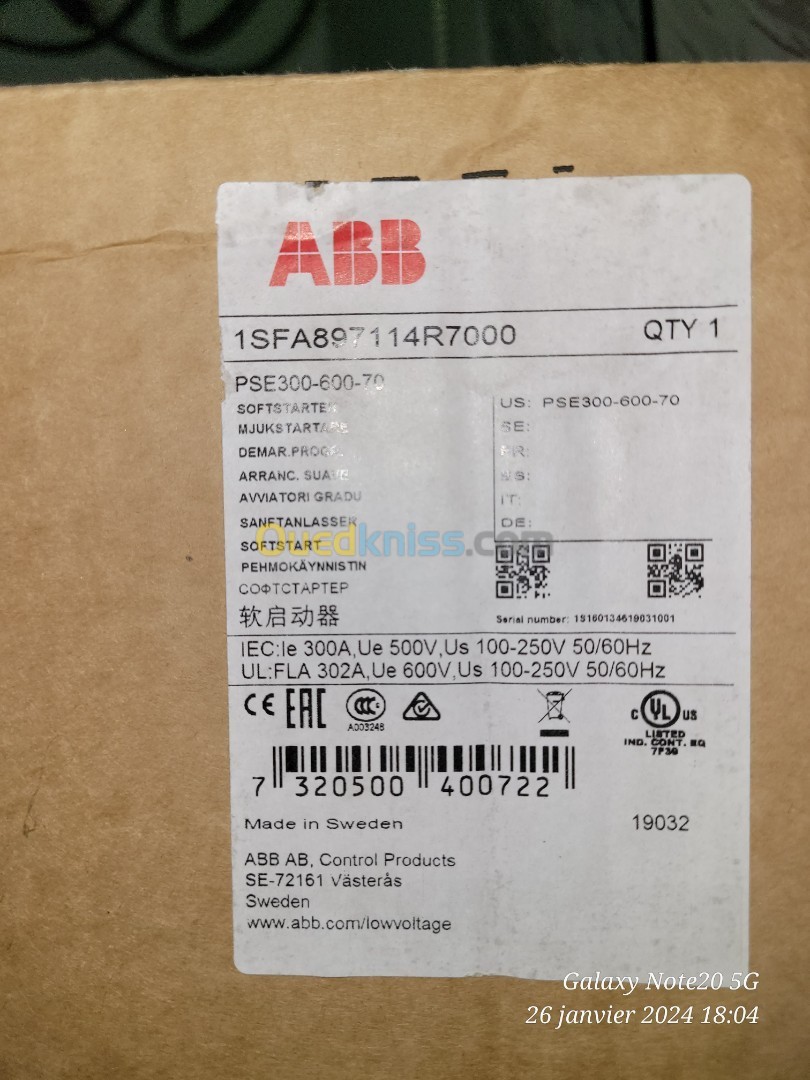 ABB
1SFA897114R7000 QTY 1
PSE300-600-70
SOFTSTARTER
US: PSE300-600-70
MJUKSTARTARE
SE:
DEMAR.PROG
FR:
ARRANC. SUAVE
ES:
AVVIATORI GRADU
IT:
SANFTANLASSER
DE:
SOFTSTART
PEHMOKÄYNNISTIN
СОФТСТАРТЕР
软启动器
Serial number: 1S160134619031001
IEC:Ie 300A,Ue 500V,Us 100-250V 50/60Hz
UL:FLA 302A,Ue 600V,Us 100-250V 50/60Hz
CE EAC CCC
A003248
C UL US
LISTED
IND. CONT. EQ
7F39
7 320500 400722
Made in Sweden 19032
ABB AB, Control Products
SE-72161 Västerås
Sweden
www.abb.com/lowvoltage
Ouedkniss.com
Galaxy Note20 5G
26 janvier 2024 18:04